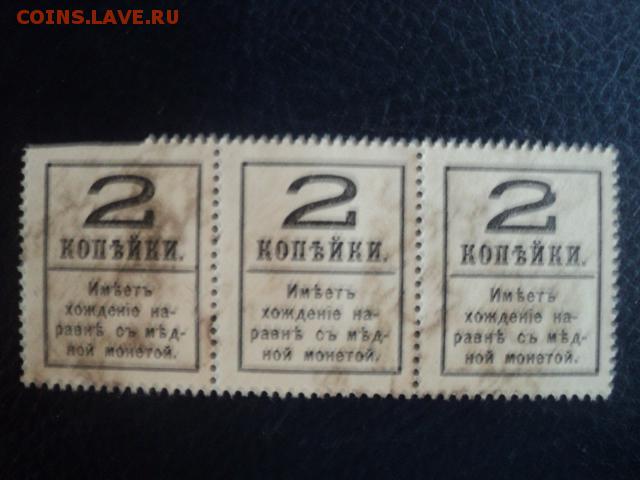 COINS.LAVE.RU
2
КОПѢЙКИ.
Имѣетъ
хожденіе на-
равнѣ съ мѣд-
ной монетой.
2
КОПѢЙКИ.
Имѣетъ
хожденіе на-
равнѣ съ мѣд-
ной монетой.
2
КОПѢЙКИ.
Имѣетъ
хожденіе на-
равнѣ съ мѣд-
ной монетой.